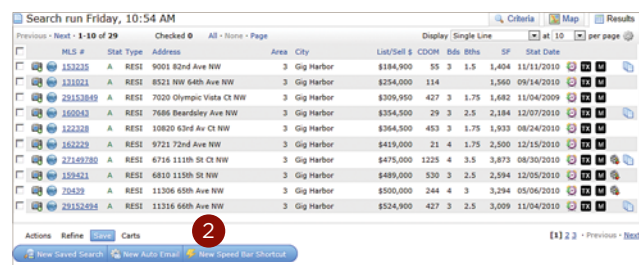 Search run Friday, 10:54 AM Criteria Map Results
Previous · Next · 1-10 of 29 Checked 0 All · None · Page Display Single Line at 10 per page
MLS # Stat Type Address Area City List/Sell $ CDOM Bds Bths SF Stat Date
153235 A RESI 9001 82nd Ave NW 3 Gig Harbor $184,900 55 3 1.5 1,404 11/11/2010 TX M
131021 A RESI 8521 NW 64th Ave NW 3 Gig Harbor $254,000 114 1,560 09/14/2010 TX M
29153849 A RESI 7020 Olympic Vista Ct NW 3 Gig Harbor $309,950 427 3 1.75 1,682 11/04/2009 TX M
160043 A RESI 7686 Beardsley Ave NW 3 Gig Harbor $354,500 29 3 2.5 2,184 12/07/2010 TX M
122328 A RESI 10820 63rd Av Ct NW 3 Gig Harbor $364,500 453 3 1.75 1,933 08/24/2010 TX M
162229 A RESI 9721 72nd Ave NW 3 Gig Harbor $419,000 21 4 1.75 2,500 12/15/2010 TX M
27149780 A RESI 6716 111th St Ct NW 3 Gig Harbor $475,000 1225 4 3.5 3,873 08/30/2010 TX M
159421 A RESI 6810 115th St NW 3 Gig Harbor $489,000 530 3 2.5 2,594 12/05/2010 TX M
70439 A RESI 11306 65th Ave NW 3 Gig Harbor $500,000 244 4 3 3,294 05/06/2010 TX M
29152494 A RESI 11316 66th Ave NW 3 Gig Harbor $524,900 427 3 2.5 3,009 11/04/2010 TX M
Actions Refine Save Carts 2 [1] 2 3 · Previous · Next
New Saved Search New Auto Email New Speed Bar Shortcut